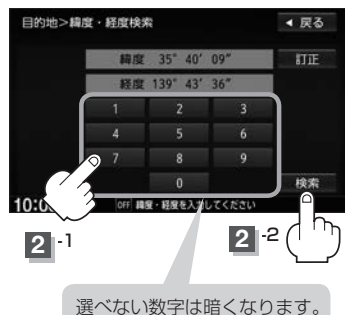 目的地>緯度・経度検索
◀ 戻る
緯度 35° 40′ 09″
訂正
経度 139° 43′ 36″
1 2 3
4 5 6
7 8 9
0
検索
OFF 緯度・経度を入力してください
2 -1
2 -2
選べない数字は暗くなります。